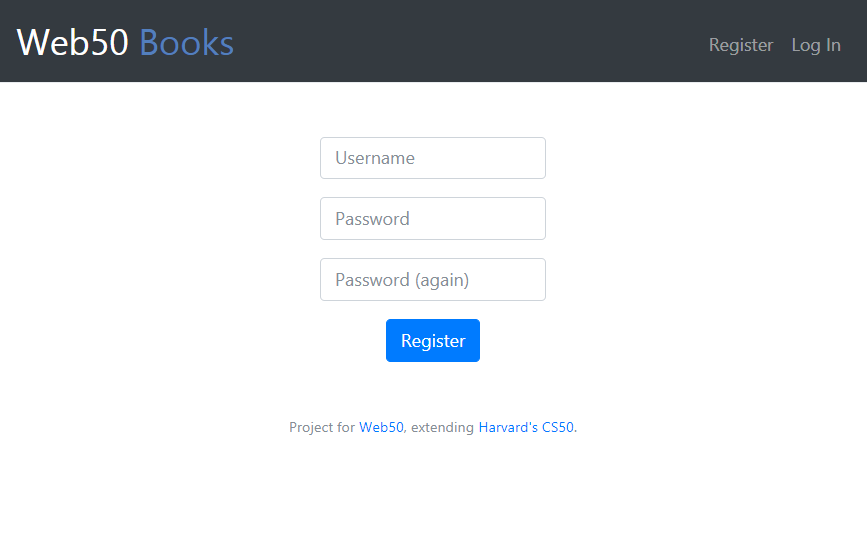 Web50 Books
Register Log In
Username
Password
Password (again)
Register
Project for Web50, extending Harvard's CS50.